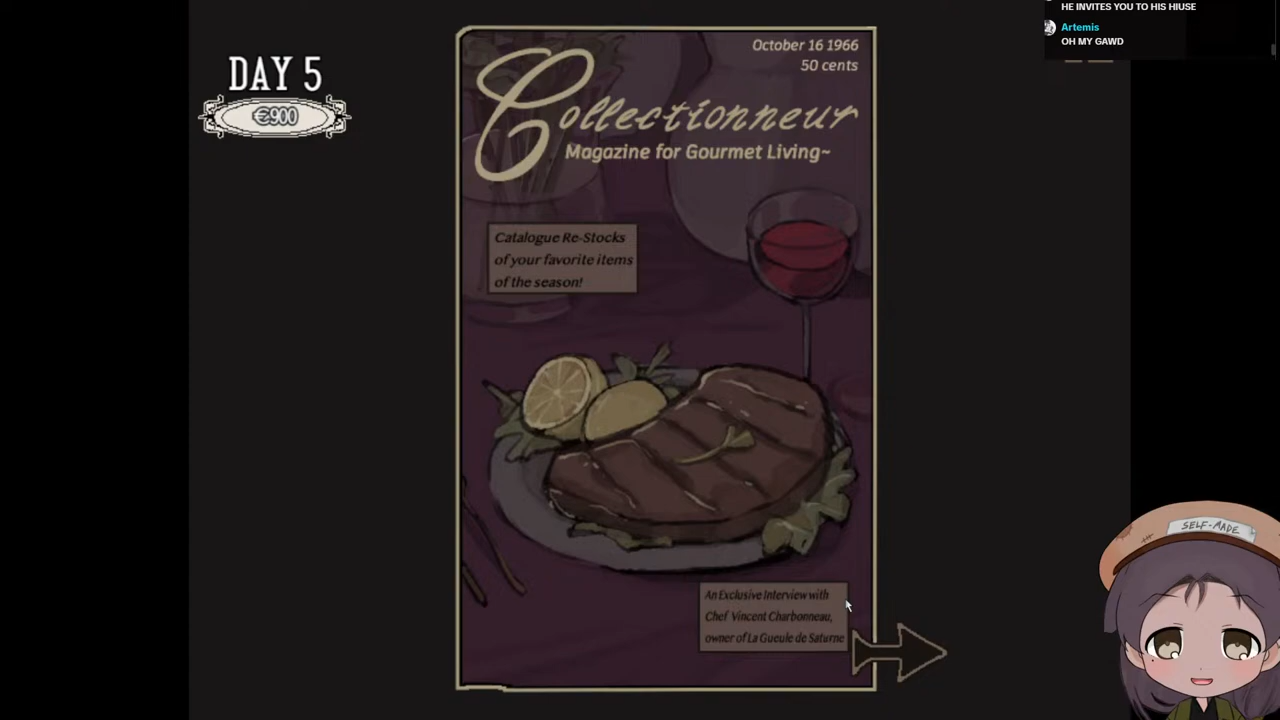 HE INVITES YOU TO HIS HIUSE
Artemis
OH MY GAWD
DAY 5
€900
October 16 1966
50 cents
Collectionneur
Magazine for Gourmet Living~
Catalogue Re-Stocks
of your favorite items
of the season!
An Exclusive Interview with
Chef Vincent Charbonneau,
owner of La Gueule de Saturne
SELF-MADE